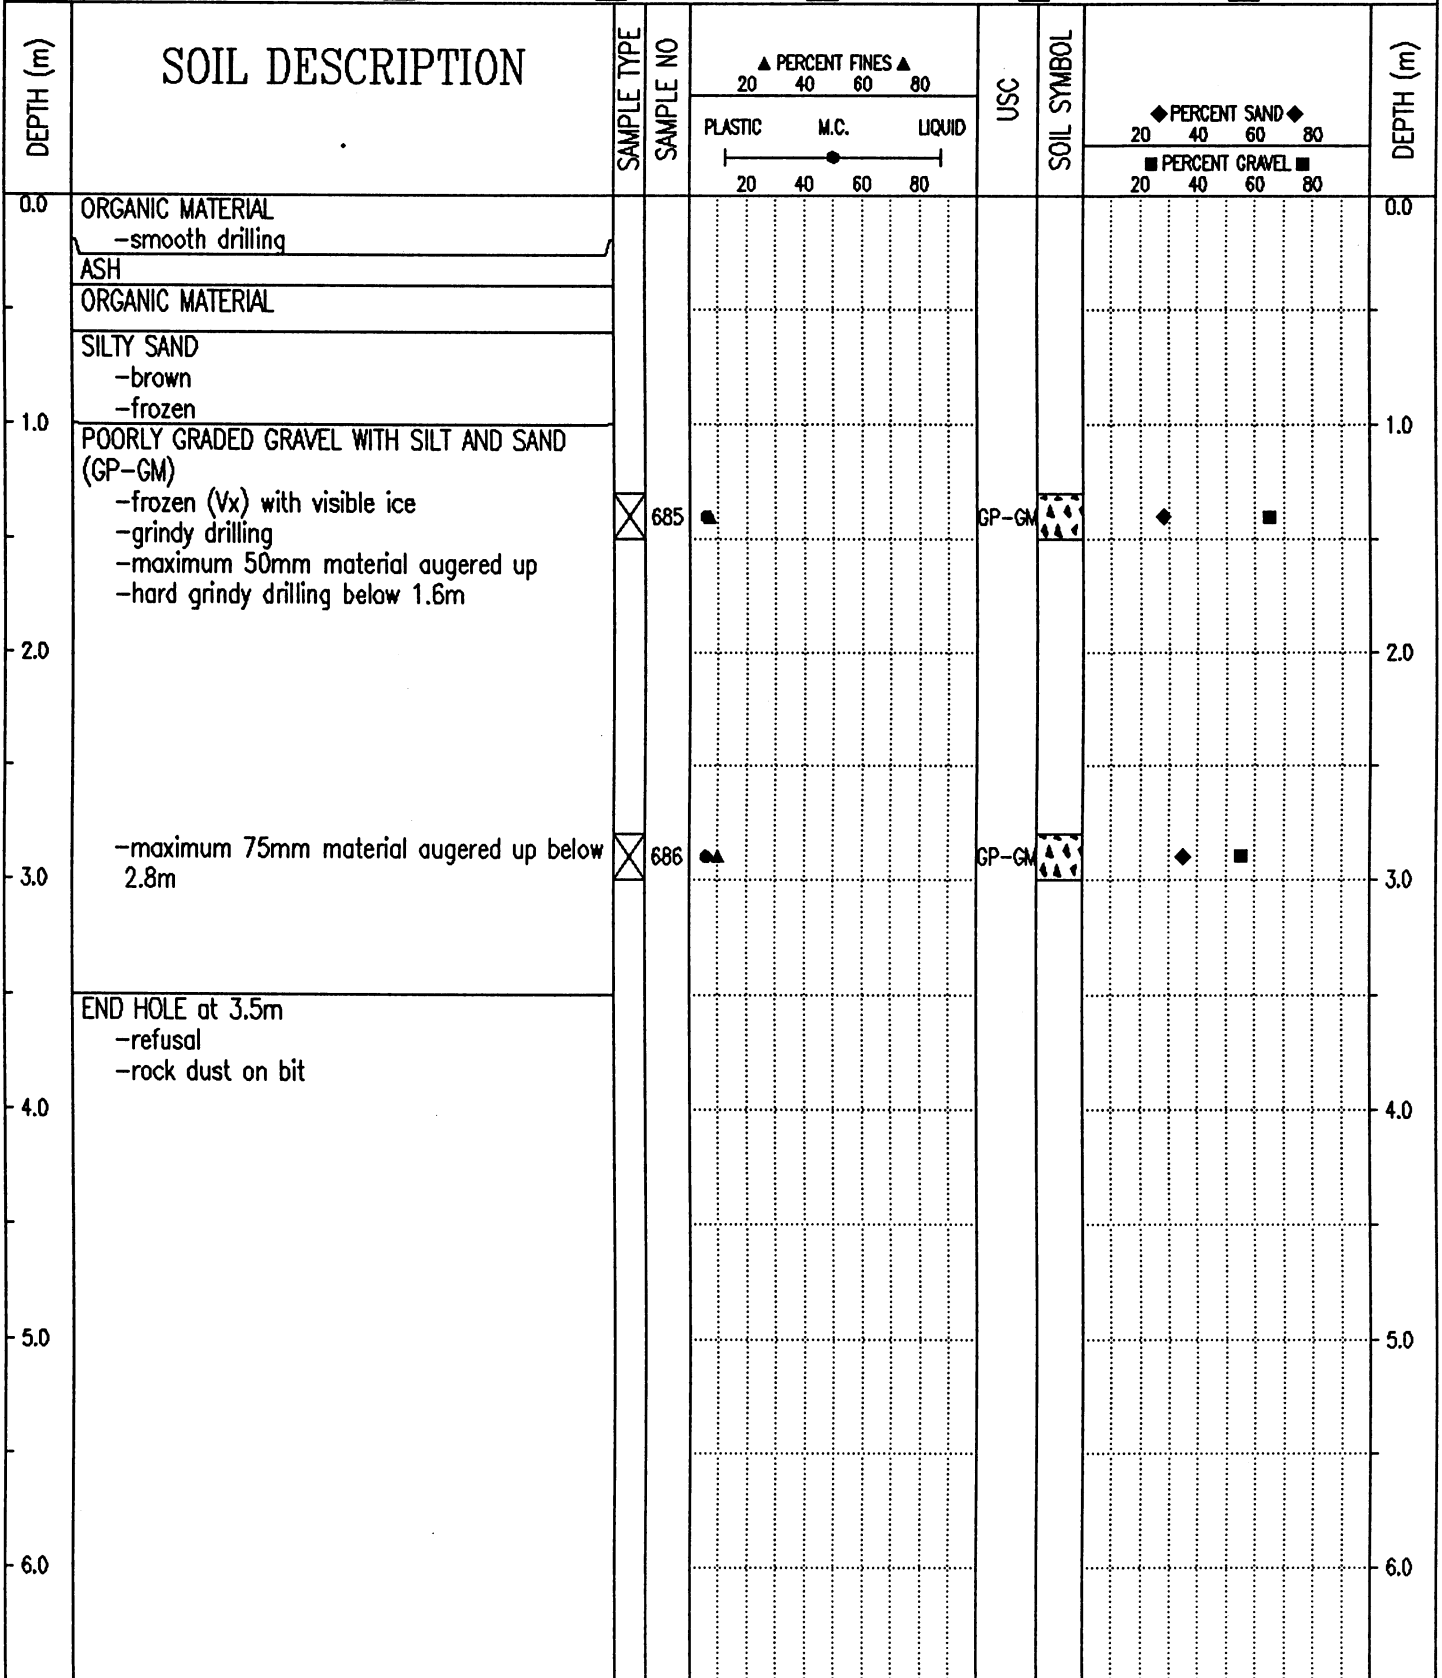 DEPTH (m)
SOIL DESCRIPTION
SAMPLE TYPE
SAMPLE NO
▲ PERCENT FINES ▲
20 40 60 80
PLASTIC M.C. LIQUID
20 40 60 80
USC
SOIL SYMBOL
◆ PERCENT SAND ◆
20 40 60 80
■ PERCENT GRAVEL ■
20 40 60 80
DEPTH (m)
0.0 ORGANIC MATERIAL 0.0
-smooth drilling
ASH
ORGANIC MATERIAL
SILTY SAND
-brown
-frozen
1.0 1.0
POORLY GRADED GRAVEL WITH SILT AND SAND
(GP-GM)
-frozen (Vx) with visible ice
685 GP-GM
-grindy drilling
-maximum 50mm material augered up
-hard grindy drilling below 1.6m
2.0 2.0
-maximum 75mm material augered up below 686 GP-GM
3.0 2.8m 3.0
END HOLE at 3.5m
-refusal
-rock dust on bit
4.0 4.0
5.0 5.0
6.0 6.0